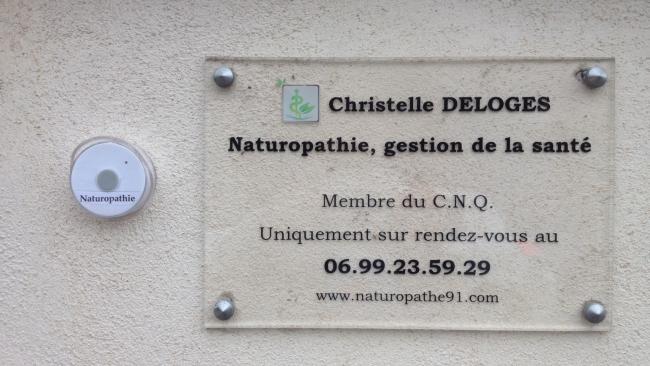 Christelle DELOGES
Naturopathie, gestion de la santé
Membre du C.N.Q.
Uniquement sur rendez-vous au
06.99.23.59.29
www.naturopathe91.com
Naturopathie